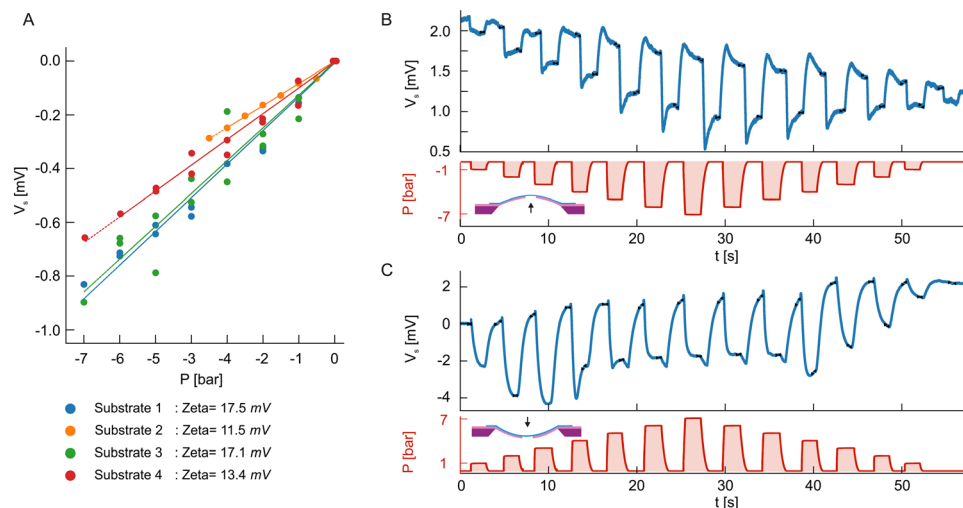 A
0.0
-0.2
-0.4
-0.6
-0.8
-1.0
Vs [mV]
-7 -6 -5 -4 -3 -2 -1 0
P [bar]
Substrate 1 : Zeta= 17.5 mV
Substrate 2 : Zeta= 11.5 mV
Substrate 3 : Zeta= 17.1 mV
Substrate 4 : Zeta= 13.4 mV
B
2.0
1.5
1.0
0.5
Vs [mV]
-1
-7
P [bar]
0 10 20 30 40 50
t [s]
C
2
0
-2
-4
Vs [mV]
7
1
P [bar]
0 10 20 30 40 50
t [s]